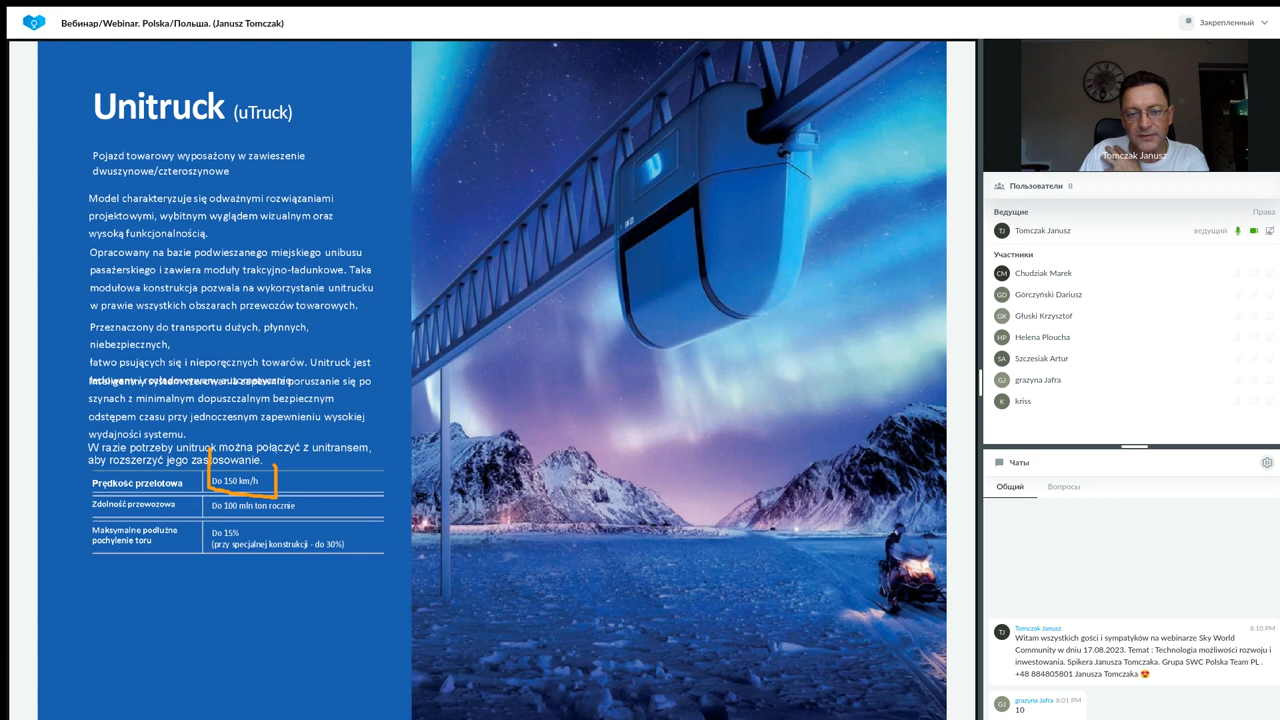 Вебинар/Webinar. Polska/Польша. (Janusz Tomczak)
Закрепленный
Unitruck (uTruck)
Pojazd towarowy wyposażony w zawieszenie
dwuszynowe/czteroszynowe
Model charakteryzuje się odważnymi rozwiązaniami
projektowymi, wybitnym wyglądem wizualnym oraz
wysoką funkcjonalnością.
Opracowany na bazie podwieszanego miejskiego unibusu
pasażerskiego i zawiera moduły trakcyjno-ładunkowe. Taka
modułowa konstrukcja pozwala na wykorzystanie unitrucku
w prawie wszystkich obszarach przewozów towarowych.
Przeznaczony do transportu dużych, płynnych,
niebezpiecznych,
łatwo psujących się i nieporęcznych towarów. Unitruck jest
poruszanie się po
szynach z minimalnym dopuszczalnym bezpiecznym
odstępem czasu przy jednoczesnym zapewnieniu wysokiej
wydajności systemu.
W razie potrzeby unitruck można połączyć z unitransem,
aby rozszerzyć jego zastosowanie.
Prędkość przelotowa
Do 150 km/h
Zdolność przewozowa
Do 100 mln ton rocznie
Maksymalne podłużne
pochylenie toru
Do 15%
(przy specjalnej konstrukcji - do 30%)
Tomczak Janusz
Пользователи 8
Ведущие Права
TJ Tomczak Janusz ведущий
Участники
CM Chudziak Marek
GD Górczyński Dariusz
GK Głuski Krzysztof
HP Helena Ploucha
SA Szczesiak Artur
GJ grazyna Jafra
K kriss
Чаты
Общий Вопросы
TJ Tomczak Janusz 8:10 PM
Witam wszystkich gości i sympatyków na webinarze Sky World
Community w dniu 17.08.2023. Temat : Technologia możliwości rozwoju i
inwestowania. Spikera Janusza Tomczaka. Grupa SWC Polska Team PL .
+48 884805801 Janusza Tomczaka 😍
GJ grazyna Jafra 8:01 PM
10